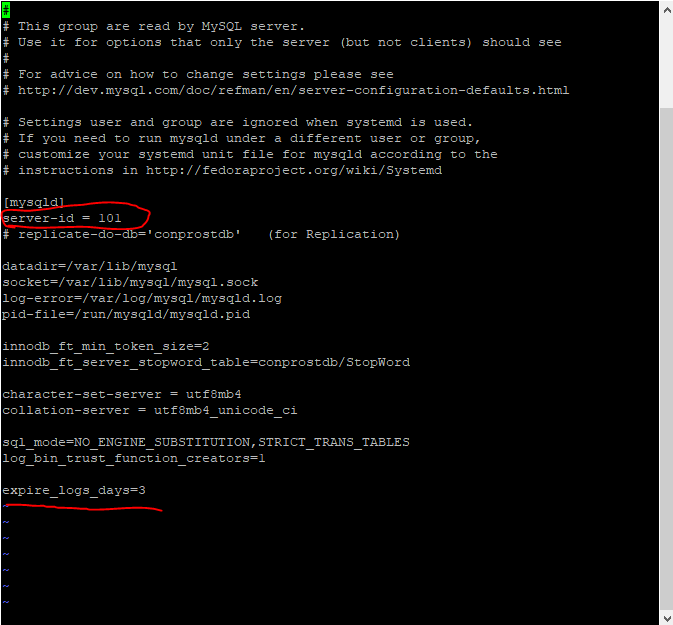 #
# This group are read by MySQL server.
# Use it for options that only the server (but not clients) should see
#
# For advice on how to change settings please see
# http://dev.mysql.com/doc/refman/en/server-configuration-defaults.html
# Settings user and group are ignored when systemd is used.
# If you need to run mysqld under a different user or group,
# customize your systemd unit file for mysqld according to the
# instructions in http://fedoraproject.org/wiki/Systemd
[mysqld]
server-id = 101
# replicate-do-db='conprostdb'   (for Replication)
datadir=/var/lib/mysql
socket=/var/lib/mysql/mysql.sock
log-error=/var/log/mysql/mysqld.log
pid-file=/run/mysqld/mysqld.pid
innodb_ft_min_token_size=2
innodb_ft_server_stopword_table=conprostdb/StopWord
character-set-server = utf8mb4
collation-server = utf8mb4_unicode_ci
sql_mode=NO_ENGINE_SUBSTITUTION,STRICT_TRANS_TABLES
log_bin_trust_function_creators=1
expire_logs_days=3
~
~
~
~
~
~
~